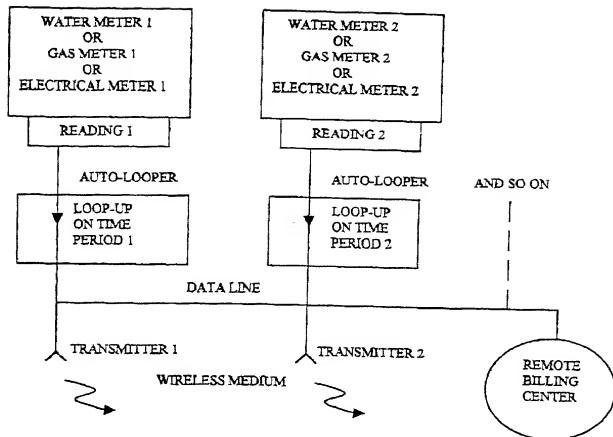 WATER METER 1
OR
GAS METER 1
OR
ELECTRICAL METER 1
READING 1
AUTO-LOOPER
LOOP-UP
ON TIME
PERIOD 1
WATER METER 2
OR
GAS METER 2
OR
ELECTRICAL METER 2
READING 2
AUTO-LOOPER
LOOP-UP
ON TIME
PERIOD 2
AND SO ON
DATA LINE
TRANSMITTER 1
TRANSMITTER 2
WIRELESS MEDIUM
REMOTE
BILLING
CENTER